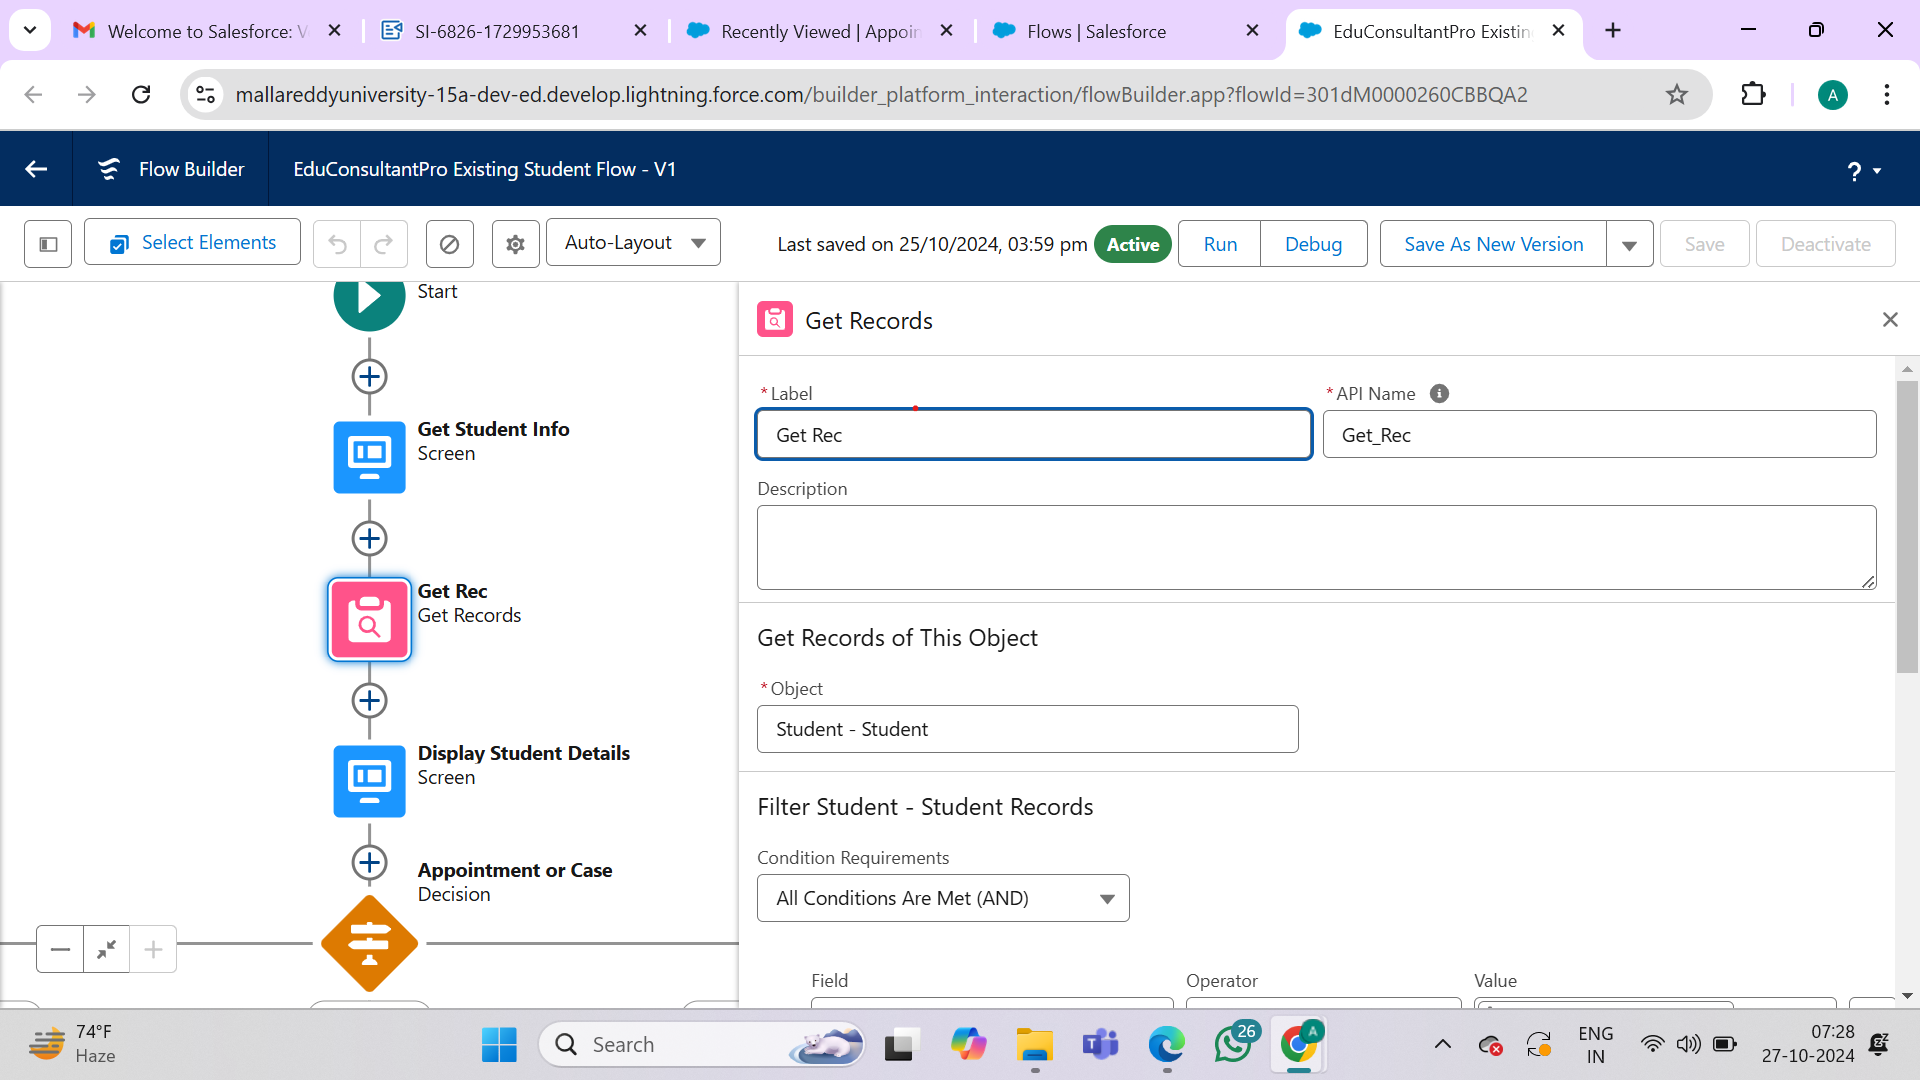 Welcome to Salesforce: V
SI-6826-1729953681
Recently Viewed | Appoin
Flows | Salesforce
EduConsultantPro Existin
mallareddyuniversity-15a-dev-ed.develop.lightning.force.com/builder_platform_interaction/flowBuilder.app?flowId=301dM0000260CBBQA2
A
Flow Builder
EduConsultantPro Existing Student Flow - V1
?
Select Elements
Auto-Layout
Last saved on 25/10/2024, 03:59 pm
Active
Run
Debug
Save As New Version
Save
Deactivate
Start
Get Student Info
Screen
Get Rec
Get Records
Display Student Details
Screen
Appointment or Case
Decision
Get Records
* Label
* API Name
Get Rec
Get_Rec
Description
Get Records of This Object
* Object
Student - Student
Filter Student - Student Records
Condition Requirements
All Conditions Are Met (AND)
Field Operator Value
74°F
Haze
Search
26
A
ENG
IN
07:28
27-10-2024